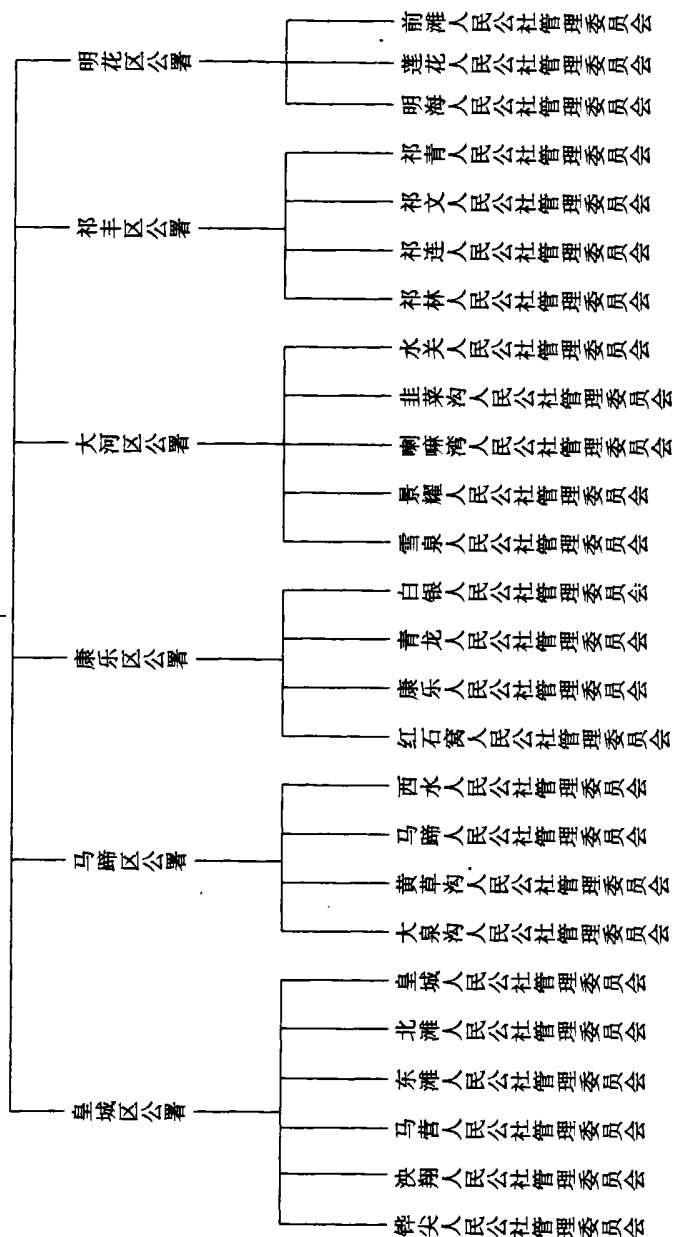 明花区公署
前滩人民公社管理委员会
莲花人民公社管理委员会
明海人民公社管理委员会
祁丰区公署
祁青人民公社管理委员会
祁文人民公社管理委员会
祁连人民公社管理委员会
祁林人民公社管理委员会
大河区公署
水关人民公社管理委员会
韭菜沟人民公社管理委员会
喇嘛湾人民公社管理委员会
景耀人民公社管理委员会
雪泉人民公社管理委员会
康乐区公署
白银人民公社管理委员会
青龙人民公社管理委员会
康乐人民公社管理委员会
红石窝人民公社管理委员会
马蹄区公署
西水人民公社管理委员会
马蹄人民公社管理委员会
黄草沟人民公社管理委员会
大泉沟人民公社管理委员会
皇城区公署
皇城人民公社管理委员会
北滩人民公社管理委员会
东滩人民公社管理委员会
马营人民公社管理委员会
泱翔人民公社管理委员会
铧尖人民公社管理委员会